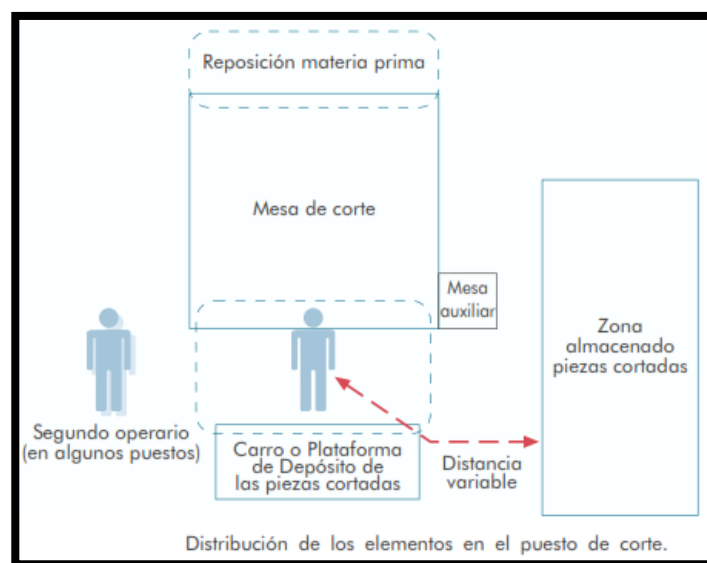 Reposición materia prima
Mesa de corte
Mesa
auxiliar
Zona
almacenado
piezas cortadas
Segundo operario
(en algunos puestos)
Carro o Plataforma
de Depósito de
las piezas cortadas
Distancia
variable
Distribución de los elementos en el puesto de corte.